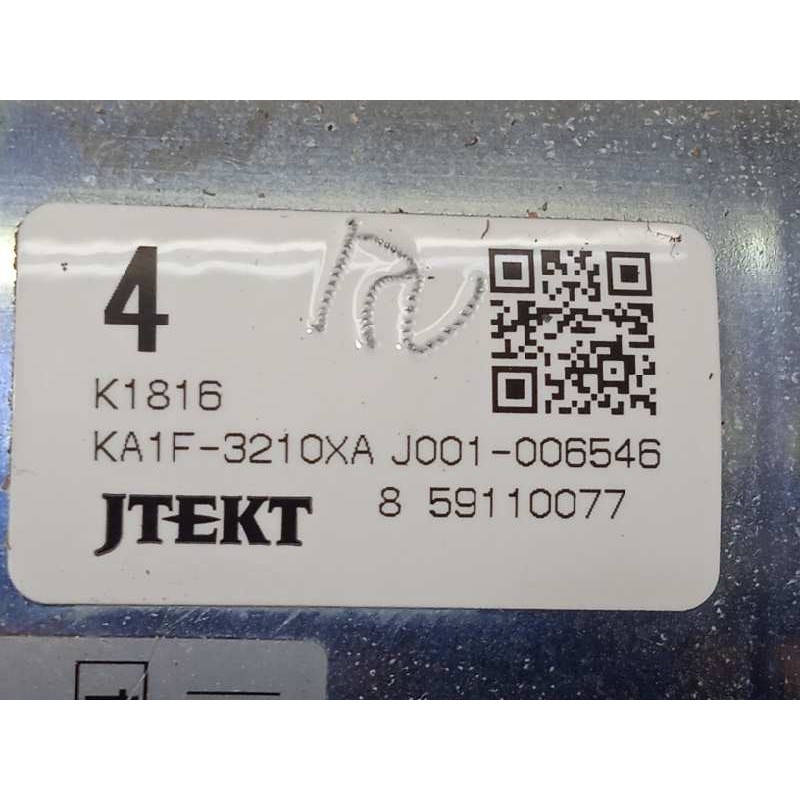 4
K1816
KA1F-3210XA J001-006546
JTEKT 8 59110077